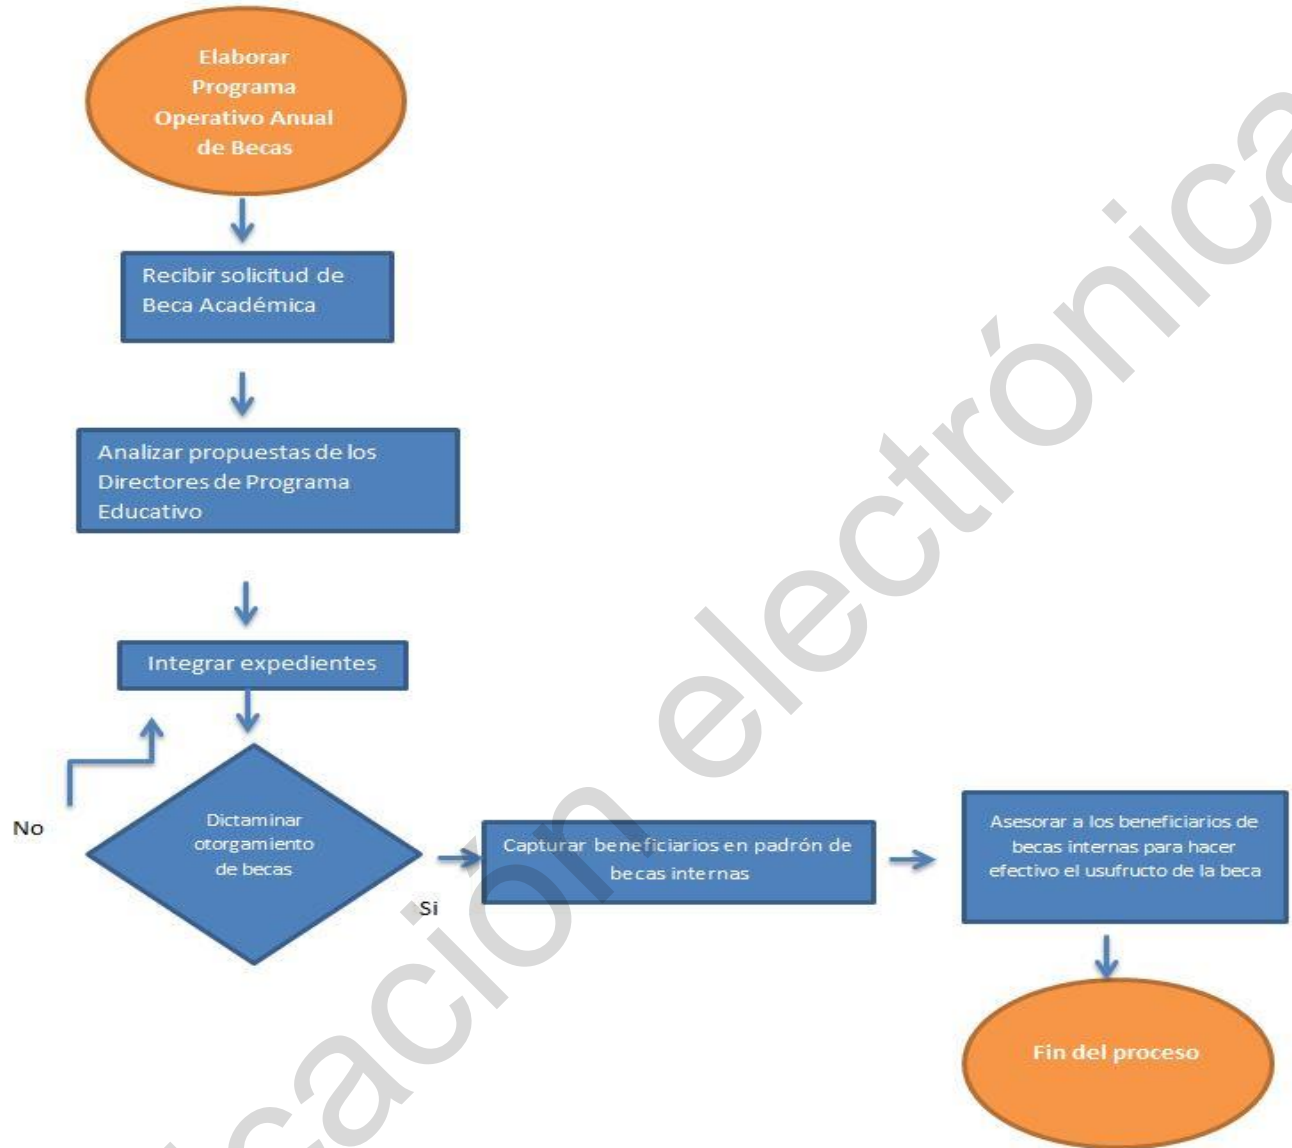 Elaborar
Programa
Operativo Anual
de Becas
Recibir solicitud de
Beca Académica
Analizar propuestas de los
Directores de Programa
Educativo
Integrar expedientes
No
Dictaminar
otorgamiento
de becas
Si
Capturar beneficiarios en padrón de
becas internas
Asesorar a los beneficiarios de
becas internas para hacer
efectivo el usufructo de la beca
Fin del proceso
icación electrónica